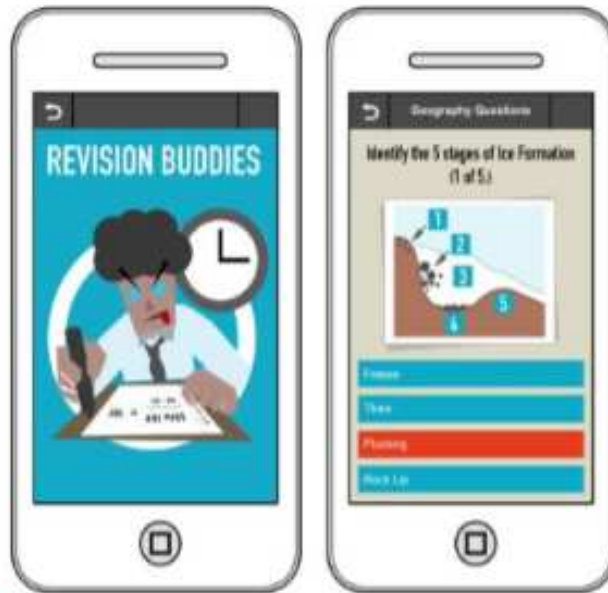 REVISION BUDDIES
Geography Questions
Identify the 5 stages of Ice Formation
(1 of 5.)
1
2
3
4
5
Freeze
Thaw
Plucking
Rock Lip